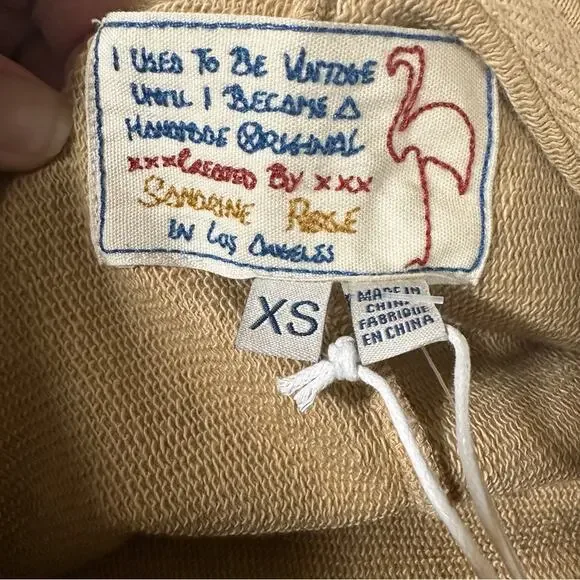 I USED TO BE VINTAGE
UNTIL I BECAME A
HANDMADE ORIGINAL
xxxCREATED BY xxx
SANDRINE ROSE
IN LOS ANGELES
XS
MADE IN
CHINA
FABRIQUE
EN CHINA